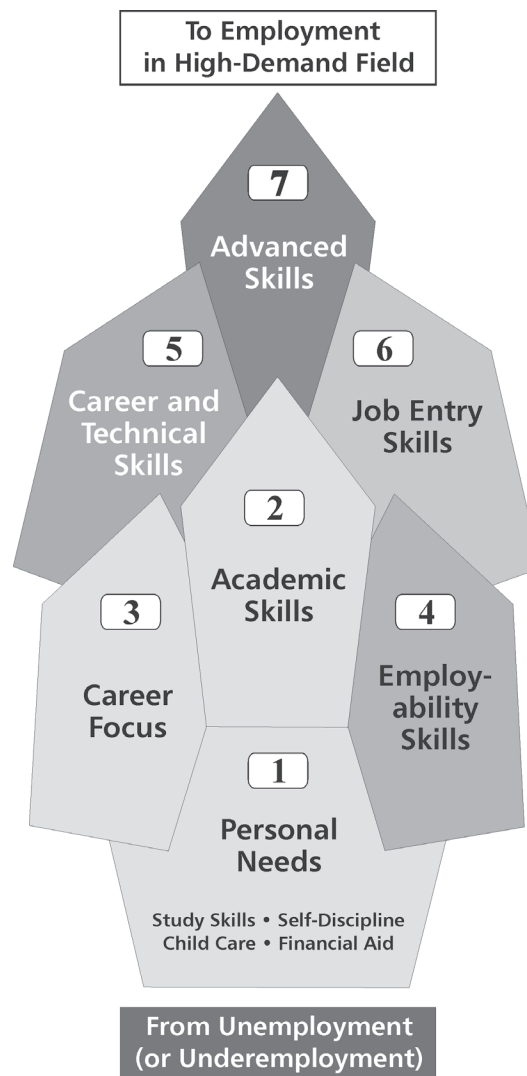 To Employment
in High-Demand Field
7
Advanced
Skills
5
Career and
Technical
Skills
6
Job Entry
Skills
2
Academic
Skills
3
Career
Focus
4
Employ-
ability
Skills
1
Personal
Needs
Study Skills • Self-Discipline
Child Care • Financial Aid
From Unemployment
(or Underemployment)